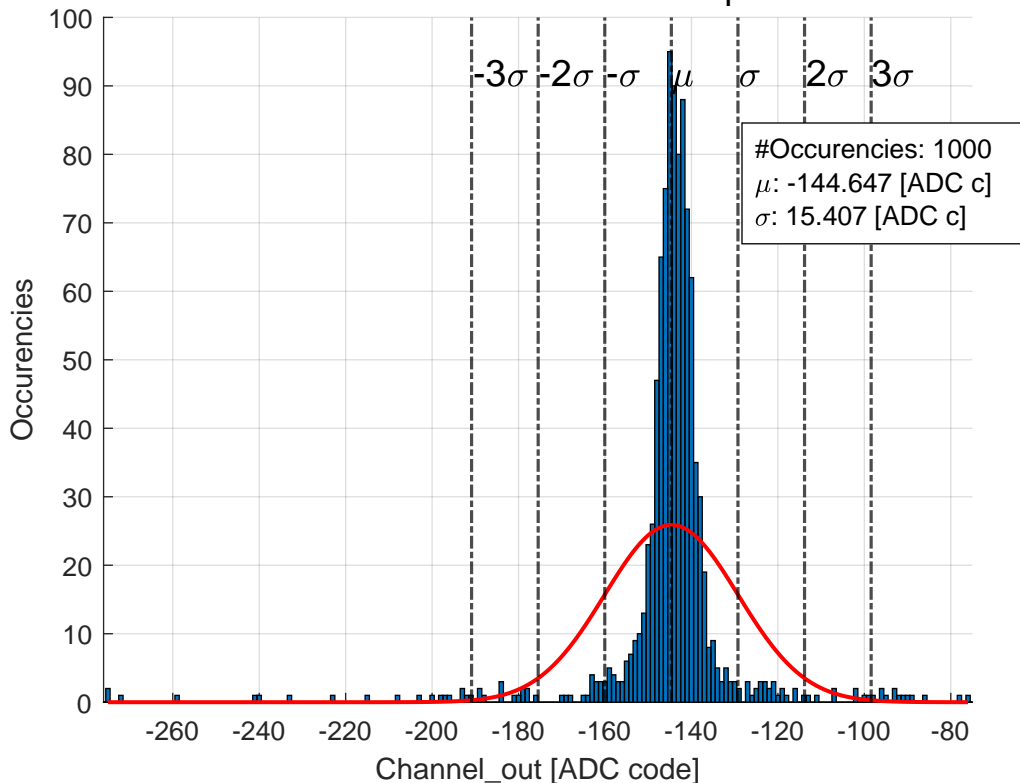 100
90
80
70
60
50
40
30
20
10
0
Occurencies
-3σ -2σ -σ μ σ 2σ 3σ
#Occurencies: 1000
μ: -144.647 [ADC c]
σ: 15.407 [ADC c]
-260 -240 -220 -200 -180 -160 -140 -120 -100 -80
Channel_out [ADC code]